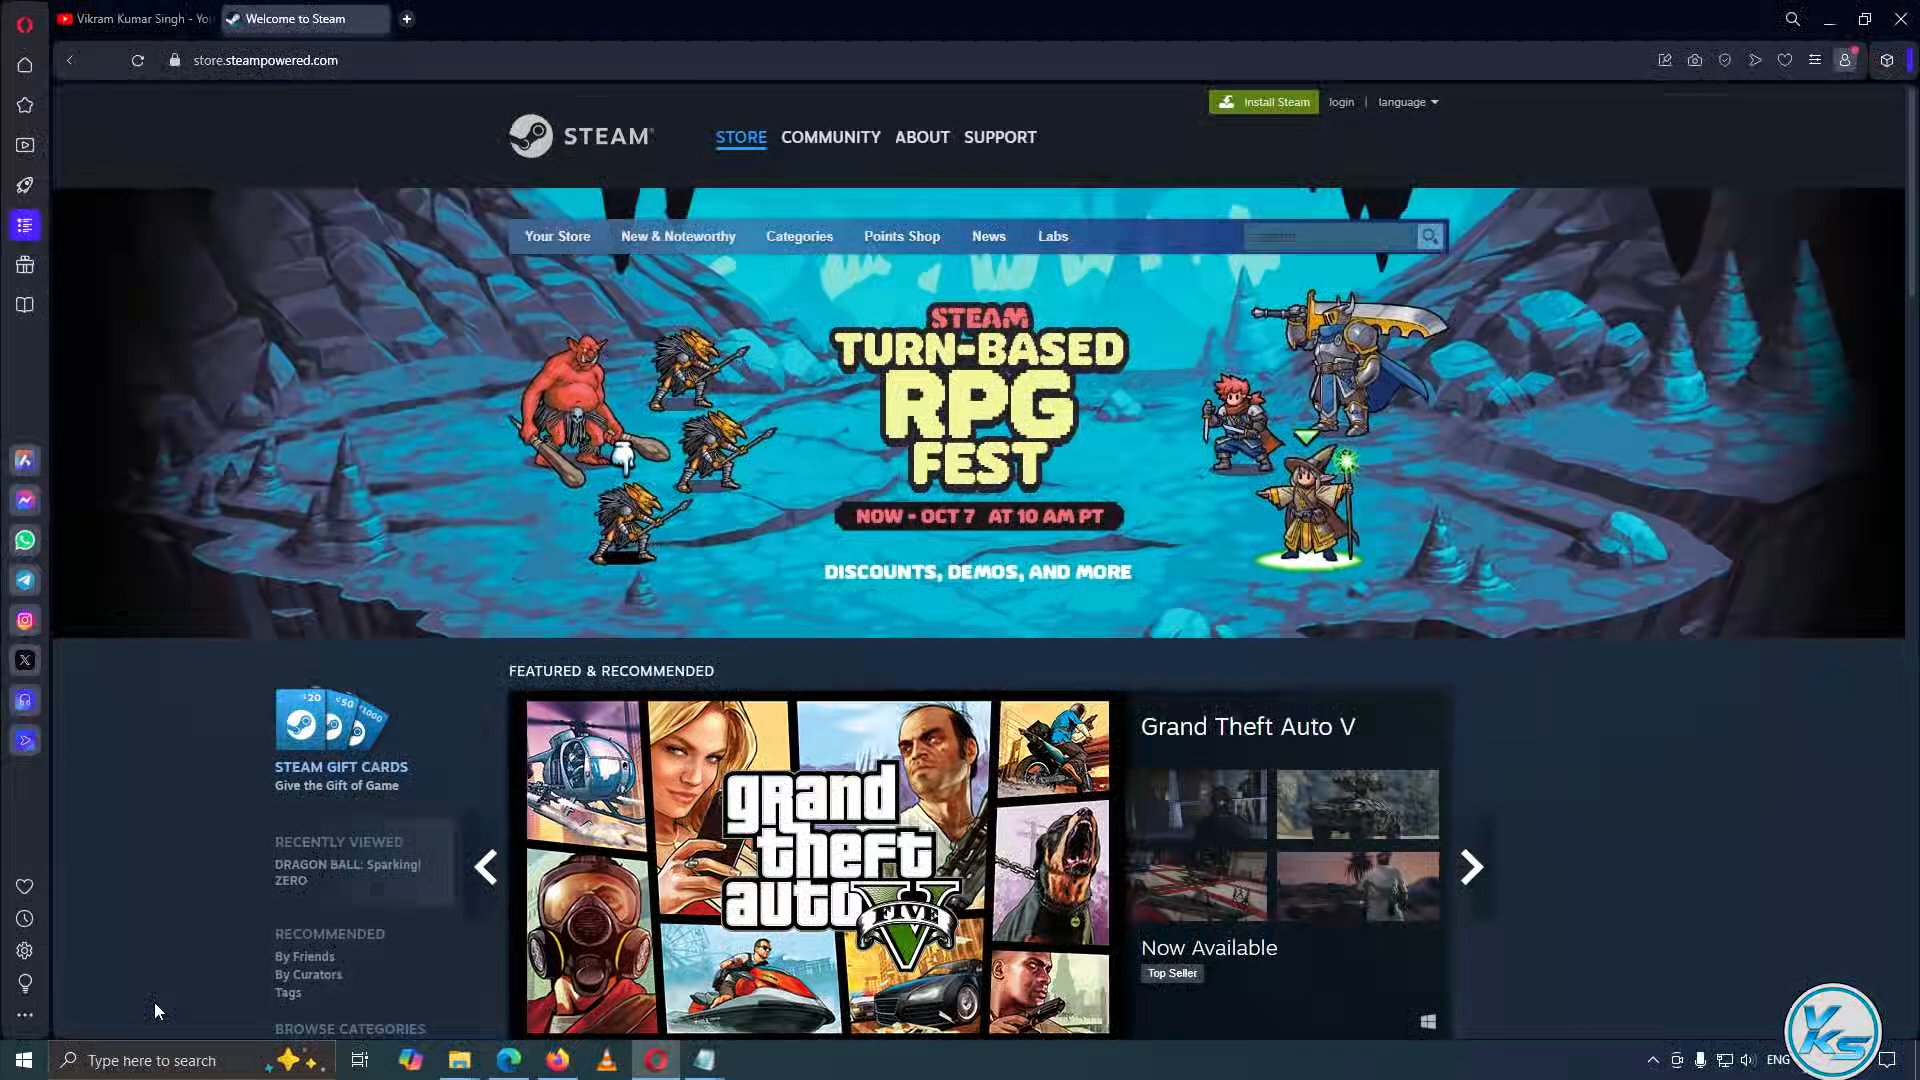 Vikram Kumar Singh - You
Welcome to Steam
store.steampowered.com
Install Steam
login | language
STEAM
STORE COMMUNITY ABOUT SUPPORT
Your Store New & Noteworthy Categories Points Shop News Labs
STEAM
TURN-BASED
RPG
FEST
NOW - OCT 7 AT 10 AM PT
DISCOUNTS, DEMOS, AND MORE
FEATURED & RECOMMENDED
STEAM GIFT CARDS
Give the Gift of Game
RECENTLY VIEWED
DRAGON BALL: Sparking!
ZERO
RECOMMENDED
By Friends
By Curators
Tags
BROWSE CATEGORIES
grand
theft
auto
FIVE
Grand Theft Auto V
Now Available
Top Seller
Type here to search
ENG
VKS